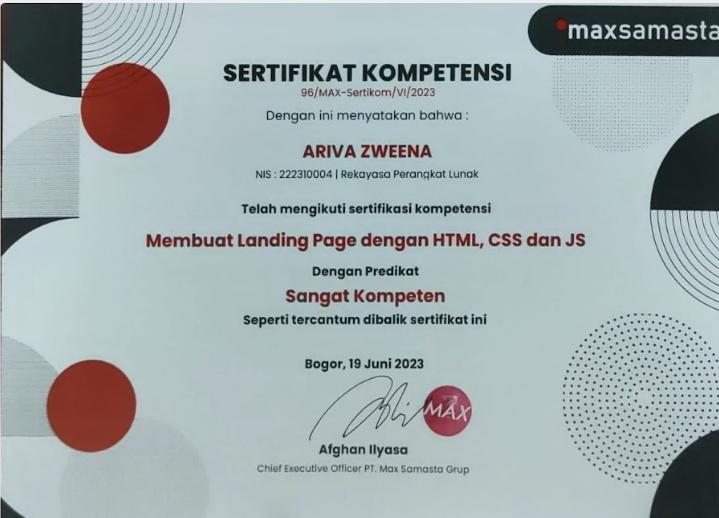 maxsamasta
SERTIFIKAT KOMPETENSI
96/MAX-Sertikom/VI/2023
Dengan ini menyatakan bahwa :
ARIVA ZWEENA
NIS : 222310004 | Rekayasa Perangkat Lunak
Telah mengikuti sertifikasi kompetensi
Membuat Landing Page dengan HTML, CSS dan JS
Dengan Predikat
Sangat Kompeten
Seperti tercantum dibalik sertifikat ini
Bogor, 19 Juni 2023
MAX
Afghan Ilyasa
Chief Executive Officer PT. Max Samasta Grup